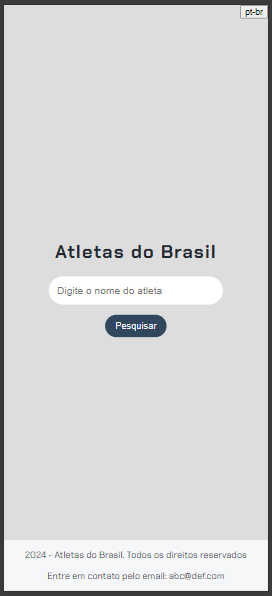 pt-br
Atletas do Brasil
Digite o nome do atleta
Pesquisar
2024 - Atletas do Brasil. Todos os direitos reservados
Entre em contato pelo email: abc@def.com